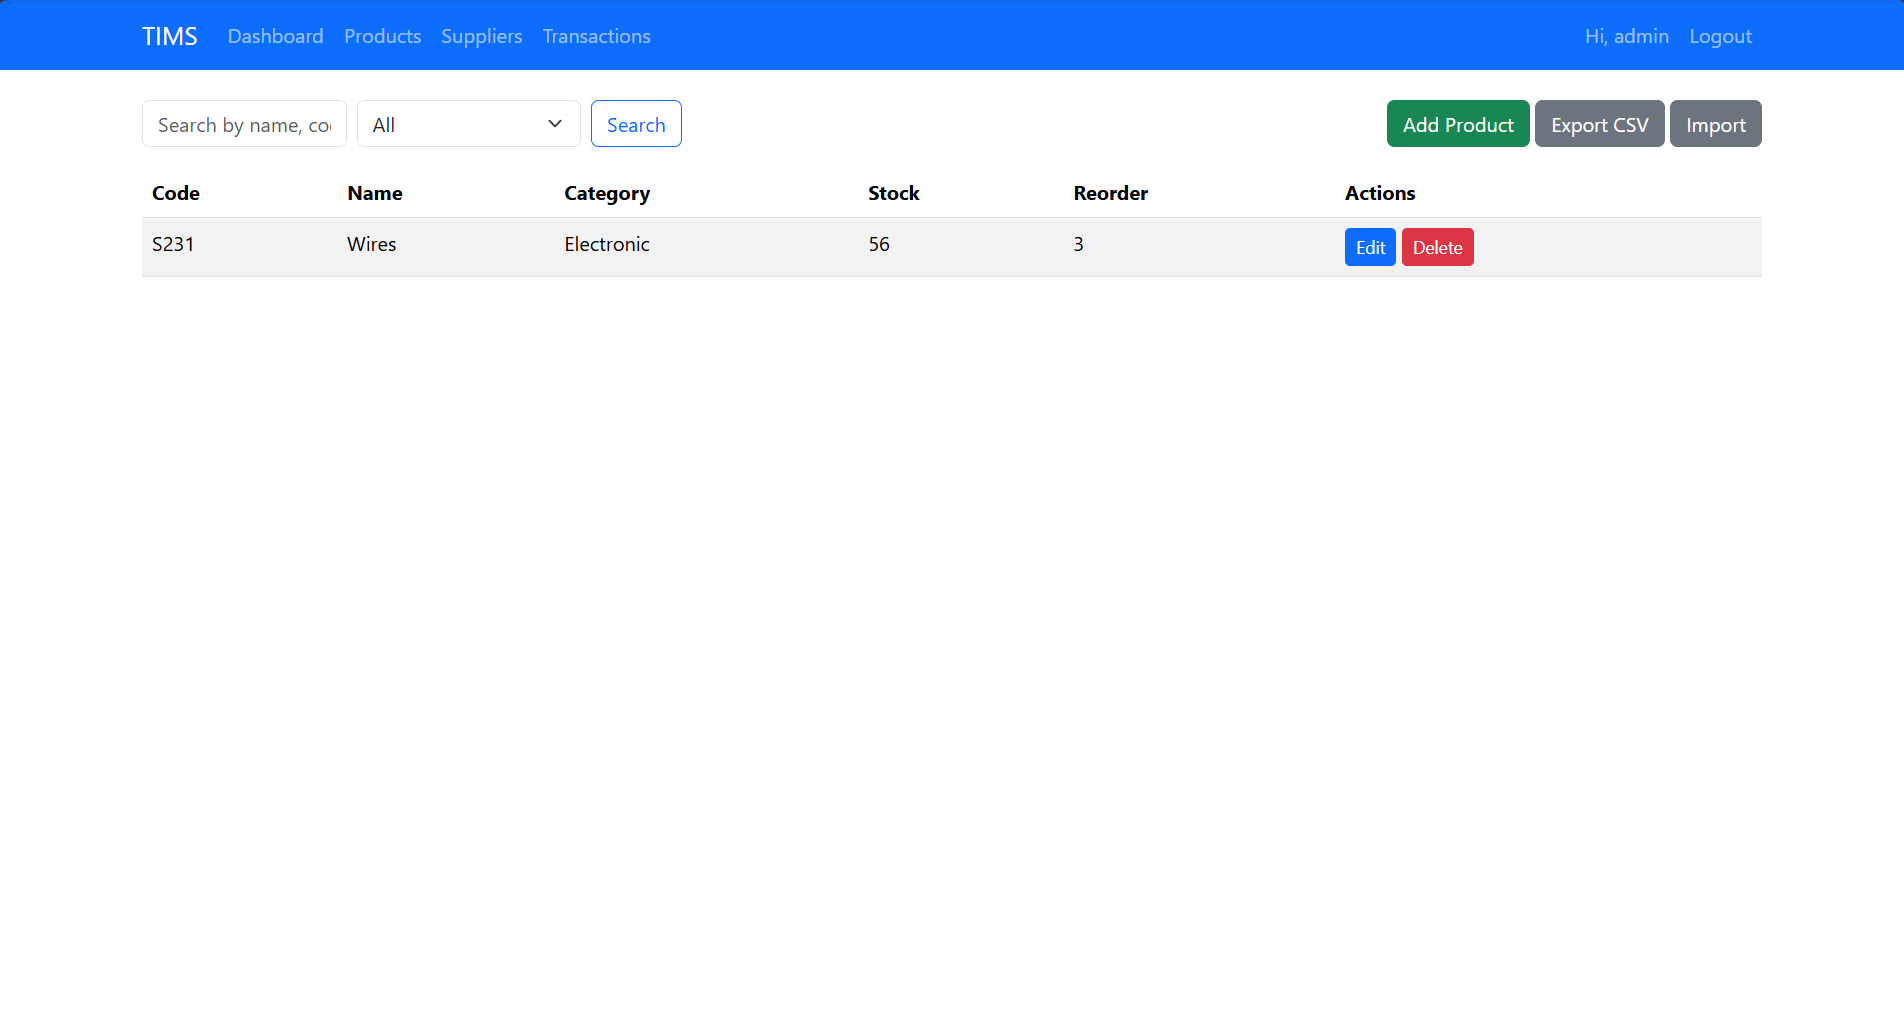 TIMS Dashboard Products Suppliers Transactions Hi, admin Logout
Search by name, co All Search Add Product Export CSV Import
Code Name Category Stock Reorder Actions
S231 Wires Electronic 56 3 Edit Delete